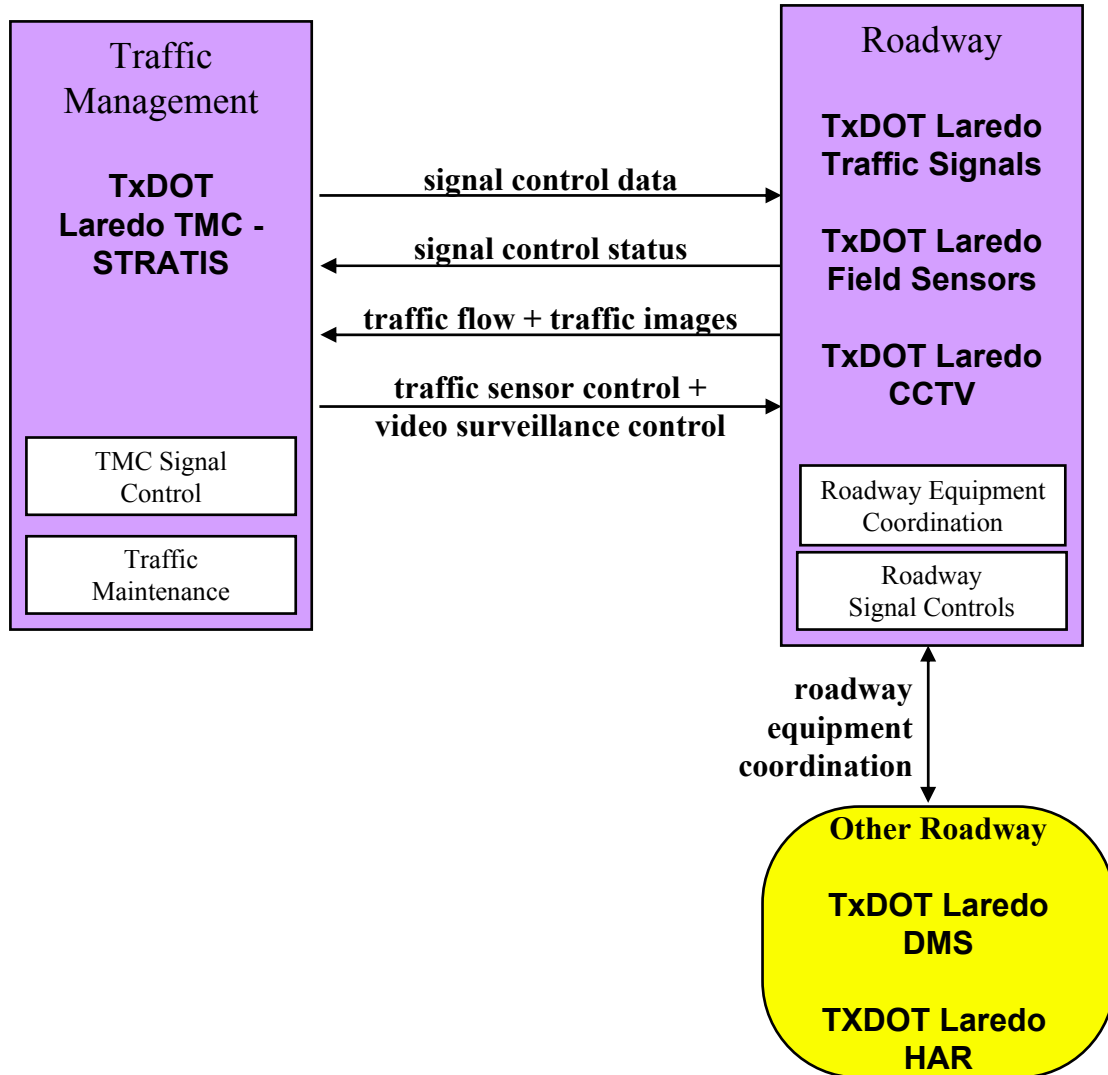 Traffic
Management
TxDOT
Laredo TMC -
STRATIS
TMC Signal
Control
Traffic
Maintenance
signal control data
signal control status
traffic flow + traffic images
traffic sensor control +
video surveillance control
Roadway
TxDOT Laredo
Traffic Signals
TxDOT Laredo
Field Sensors
TxDOT Laredo
CCTV
Roadway Equipment
Coordination
Roadway
Signal Controls
roadway
equipment
coordination
Other Roadway
TxDOT Laredo
DMS
TXDOT Laredo
HAR